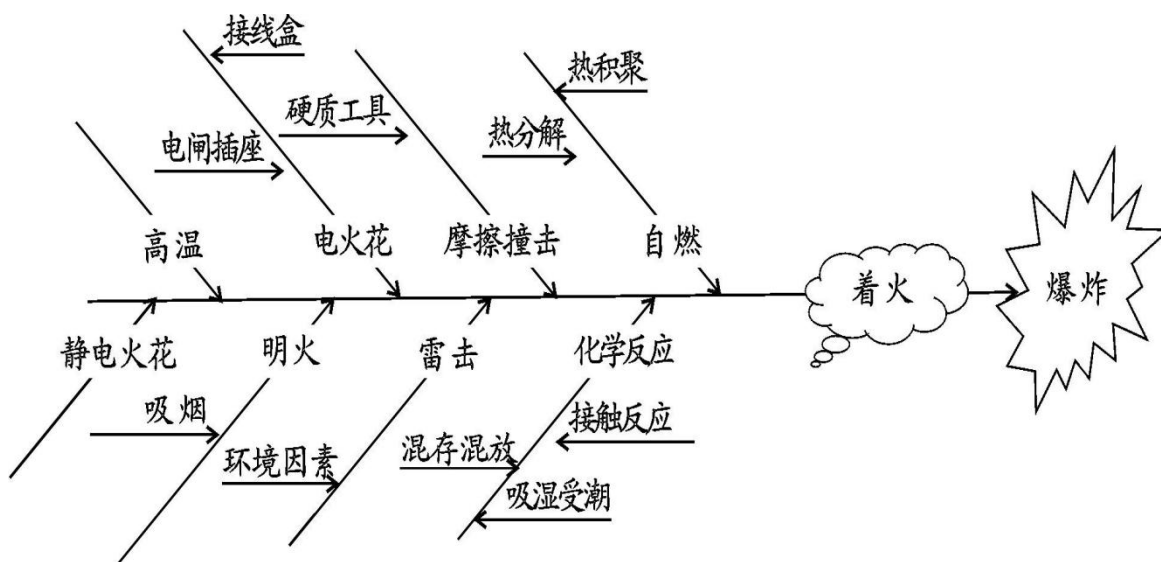 接线盒
热积聚
硬质工具
热分解
电闸插座
高温
电火花
摩擦撞击
自燃
着火
爆炸
静电火花
明火
雷击
化学反应
吸烟
接触反应
环境因素
混存混放
吸湿受潮